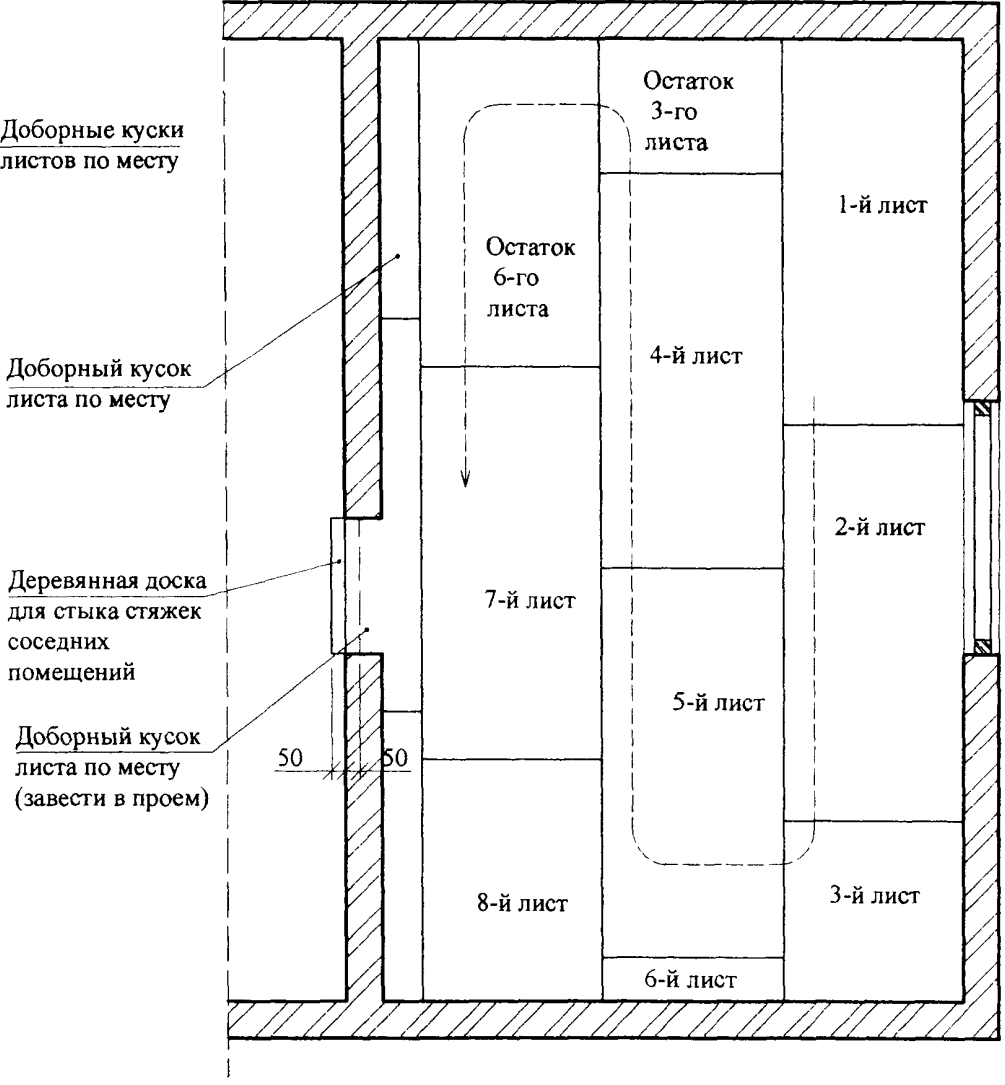 Доборные куски
листов по месту
Доборный кусок
листа по месту
Деревянная доска
для стыка стяжек
соседних
помещений
Доборный кусок
листа по месту
(завести в проем)
50
50
Остаток
6-го
листа
7-й лист
8-й лист
Остаток
3-го
листа
4-й лист
5-й лист
6-й лист
1-й лист
2-й лист
3-й лист